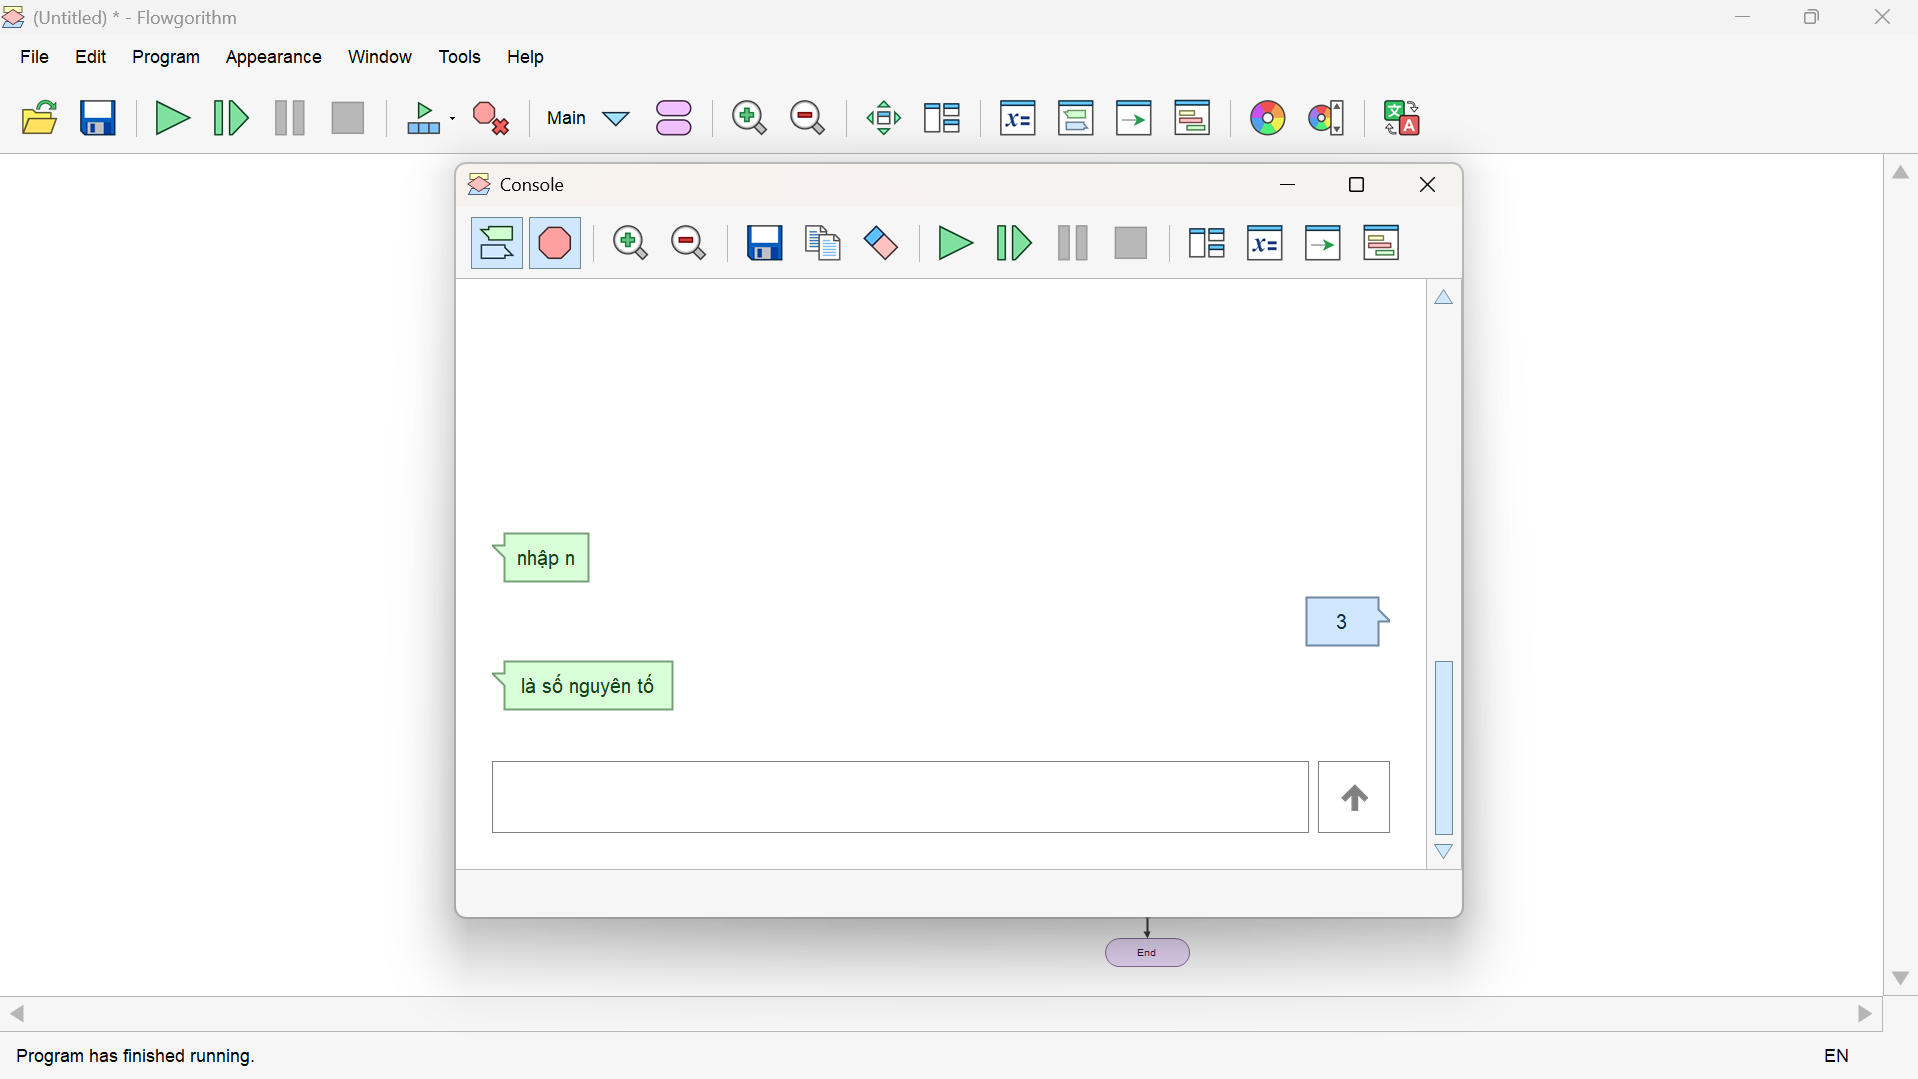 (Untitled) * - Flowgorithm
File Edit Program Appearance Window Tools Help
Main
Console
nhập n
3
là số nguyên tố
End
Program has finished running.
EN